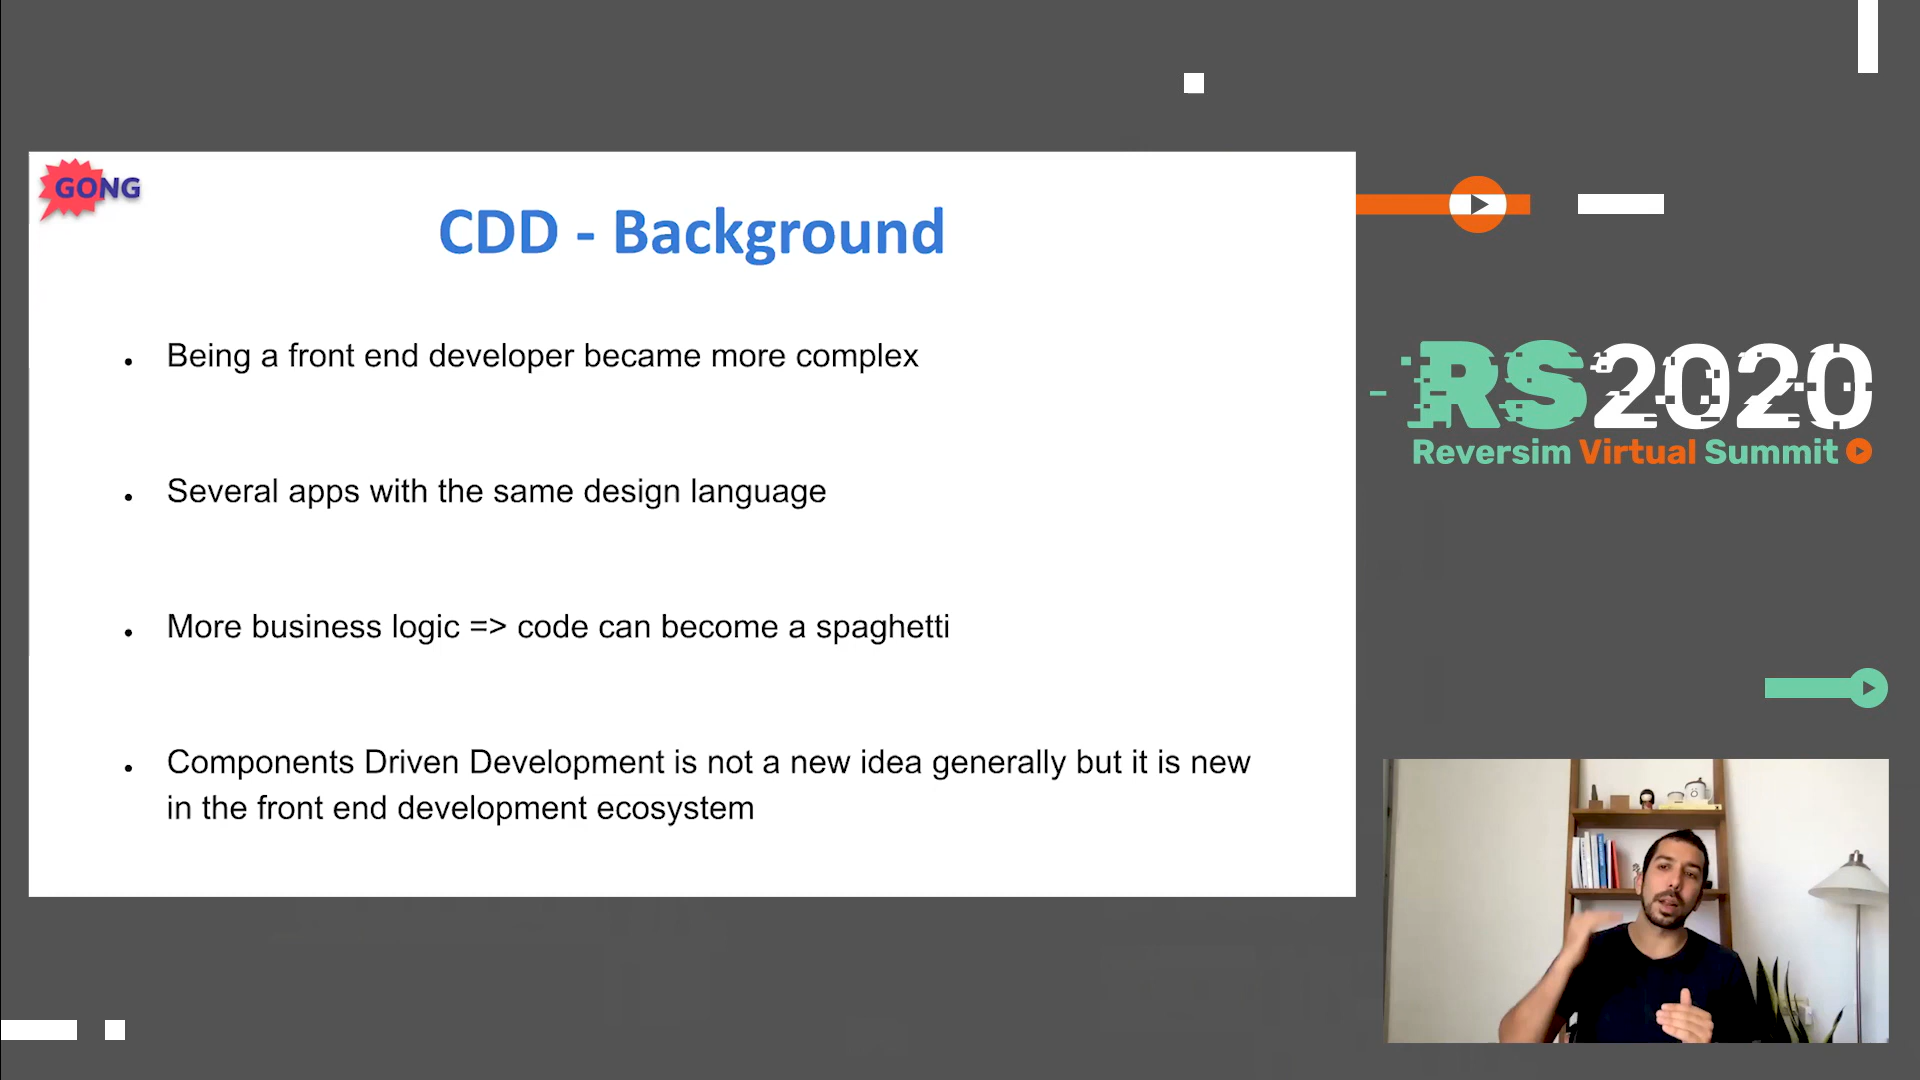 GONG
CDD - Background
Being a front end developer became more complex
Several apps with the same design language
More business logic => code can become a spaghetti
Components Driven Development is not a new idea generally but it is new
in the front end development ecosystem
RS2020
Reversim Virtual Summit